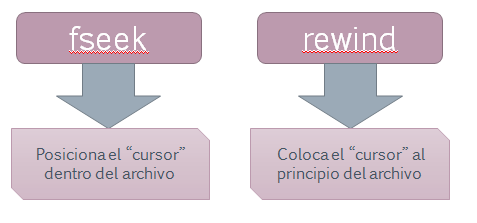 fseek
rewind
Posiciona el “cursor”
dentro del archivo
Coloca el “cursor” al
principio del archivo